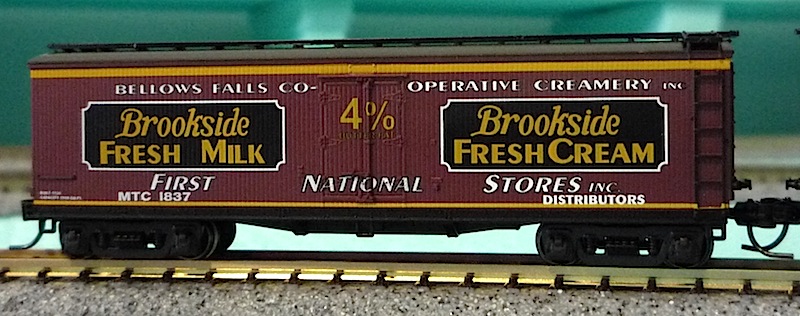 BELLOWS FALLS CO-OPERATIVE CREAMERY INC
Brookside
FRESH MILK
4%
Brookside
FRESH CREAM
FIRST NATIONAL STORES INC.
MTC 1837
DISTRIBUTORS